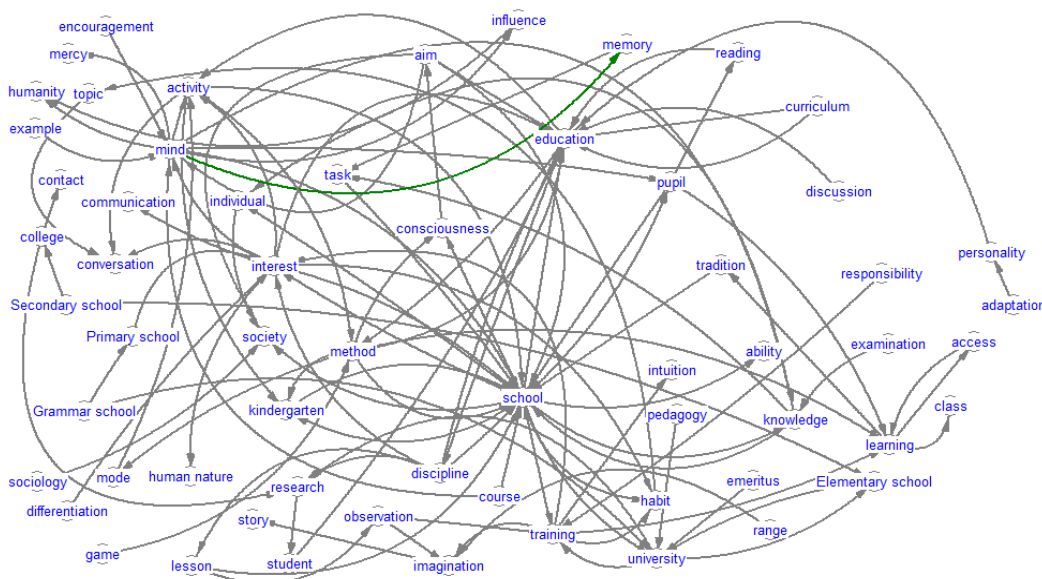 influence
encouragement
memory
mercy
aim
reading
humanity
topic
activity
curriculum
example
education
mind
contact
task
pupil
discussion
communication
individual
college
consciousness
conversation
interest
tradition
responsibility
personality
Secondary school
adaptation
Primary school
society
method
ability
examination
access
intuition
school
Grammar school
kindergarten
pedagogy
knowledge
class
learning
sociology
mode
human nature
discipline
research
course
habit
emeritus
Elementary school
differentiation
story
observation
training
range
game
lesson
student
imagination
university